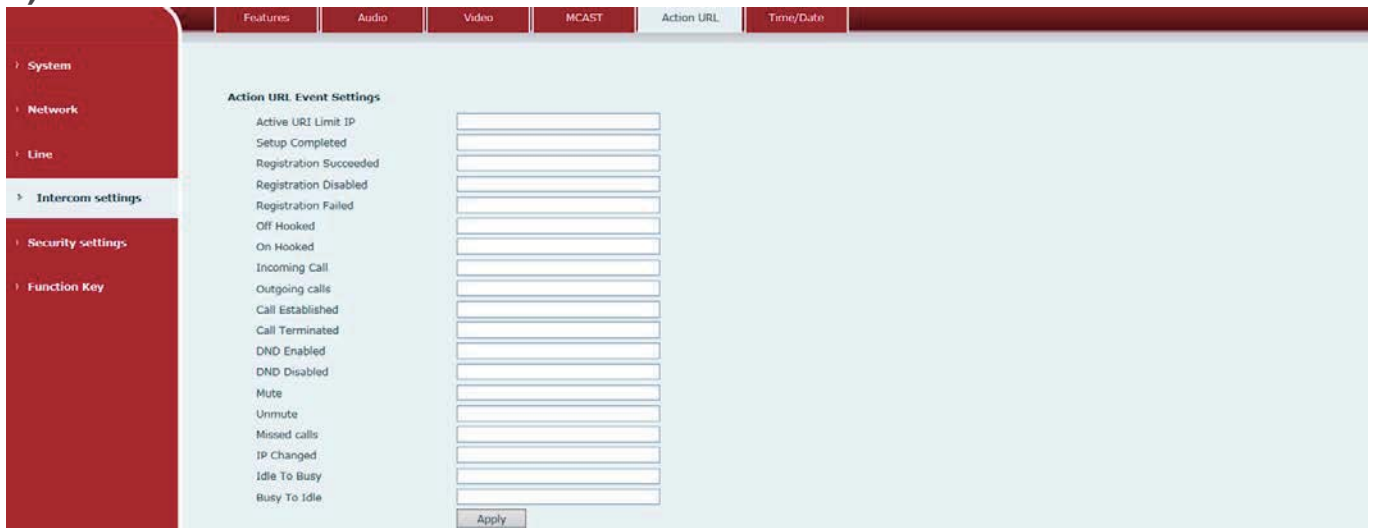 Features Audio Video MCAST Action URL Time/Date
System
Network
Line
Intercom settings
Security settings
Function Key
Action URL Event Settings
Active URI Limit IP
Setup Completed
Registration Succeeded
Registration Disabled
Registration Failed
Off Hooked
On Hooked
Incoming Call
Outgoing calls
Call Established
Call Terminated
DND Enabled
DND Disabled
Mute
Unmute
Missed calls
IP Changed
Idle To Busy
Busy To Idle
Apply